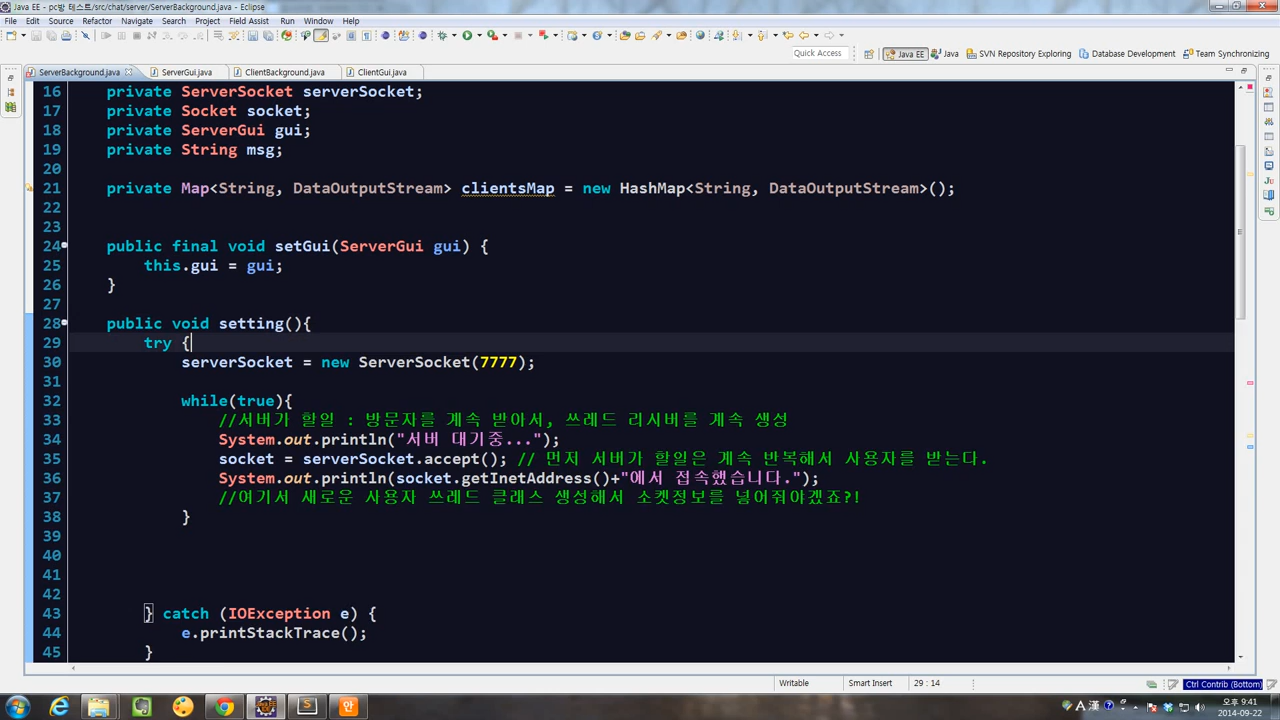 Java EE - pc방 테스트/src/chat/server/ServerBackground.java - Eclipse
File Edit Source Refactor Navigate Search Project Field Assist Run Window Help
Quick Access Java EE Java SVN Repository Exploring Database Development Team Synchronizing
ServerBackground.java ServerGui.java ClientBackground.java ClientGui.java
16 private ServerSocket serverSocket;
17 private Socket socket;
18 private ServerGui gui;
19 private String msg;
20
21 private Map<String, DataOutputStream> clientsMap = new HashMap<String, DataOutputStream>();
22
23
24 public final void setGui(ServerGui gui) {
25 this.gui = gui;
26 }
27
28 public void setting(){
29 try {
30 serverSocket = new ServerSocket(7777);
31
32 while(true){
33 //서버가 할일 : 방문자를 계속 받아서, 쓰레드 리시버를 계속 생성
34 System.out.println("서버 대기중...");
35 socket = serverSocket.accept(); // 먼저 서버가 할일은 계속 반복해서 사용자를 받는다.
36 System.out.println(socket.getInetAddress()+"에서 접속했습니다.");
37 //여기서 새로운 사용자 쓰레드 클래스 생성해서 소켓정보를 넣어줘야겠죠?!
38 }
39
40
41
42
43 } catch (IOException e) {
44 e.printStackTrace();
45 }
Writable Smart Insert 29 : 14 Ctrl Contrib (Bottom)
A 漢 오후 9:41
2014-09-22